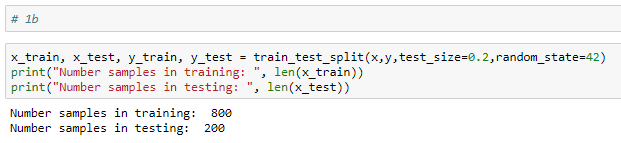 # 1b
x_train, x_test, y_train, y_test = train_test_split(x,y,test_size=0.2,random_state=42)
print("Number samples in training: ", len(x_train))
print("Number samples in testing: ", len(x_test))
Number samples in training:  800
Number samples in testing:  200